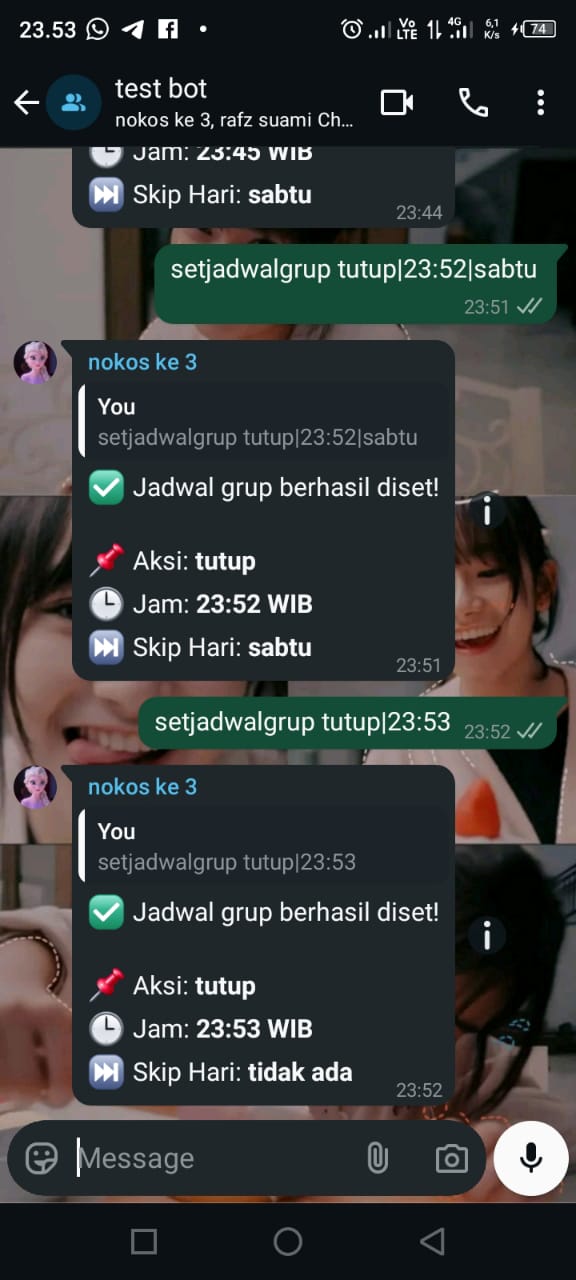 23.53
Vo
LTE
4G
6,1
K/s
74
test bot
nokos ke 3, rafz suami Ch...
Jam: 23:45 WIB
Skip Hari: sabtu
23:44
setjadwalgrup tutup|23:52|sabtu
23:51
nokos ke 3
You
setjadwalgrup tutup|23:52|sabtu
Jadwal grup berhasil diset!
Aksi: tutup
Jam: 23:52 WIB
Skip Hari: sabtu
23:51
setjadwalgrup tutup|23:53
23:52
nokos ke 3
You
setjadwalgrup tutup|23:53
Jadwal grup berhasil diset!
Aksi: tutup
Jam: 23:53 WIB
Skip Hari: tidak ada
23:52
Message